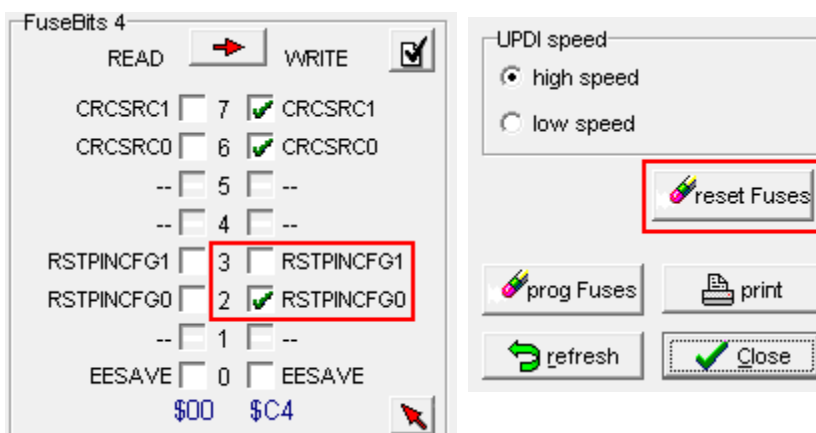 FuseBits 4
READ WRITE
CRCSRC1 7 CRCSRC1
CRCSRC0 6 CRCSRC0
-- 5 --
-- 4 --
RSTPINCFG1 3 RSTPINCFG1
RSTPINCFG0 2 RSTPINCFG0
-- 1 --
EESAVE 0 EESAVE
$00 $C4
UPDI speed
high speed
low speed
reset Fuses
prog Fuses print
refresh Close